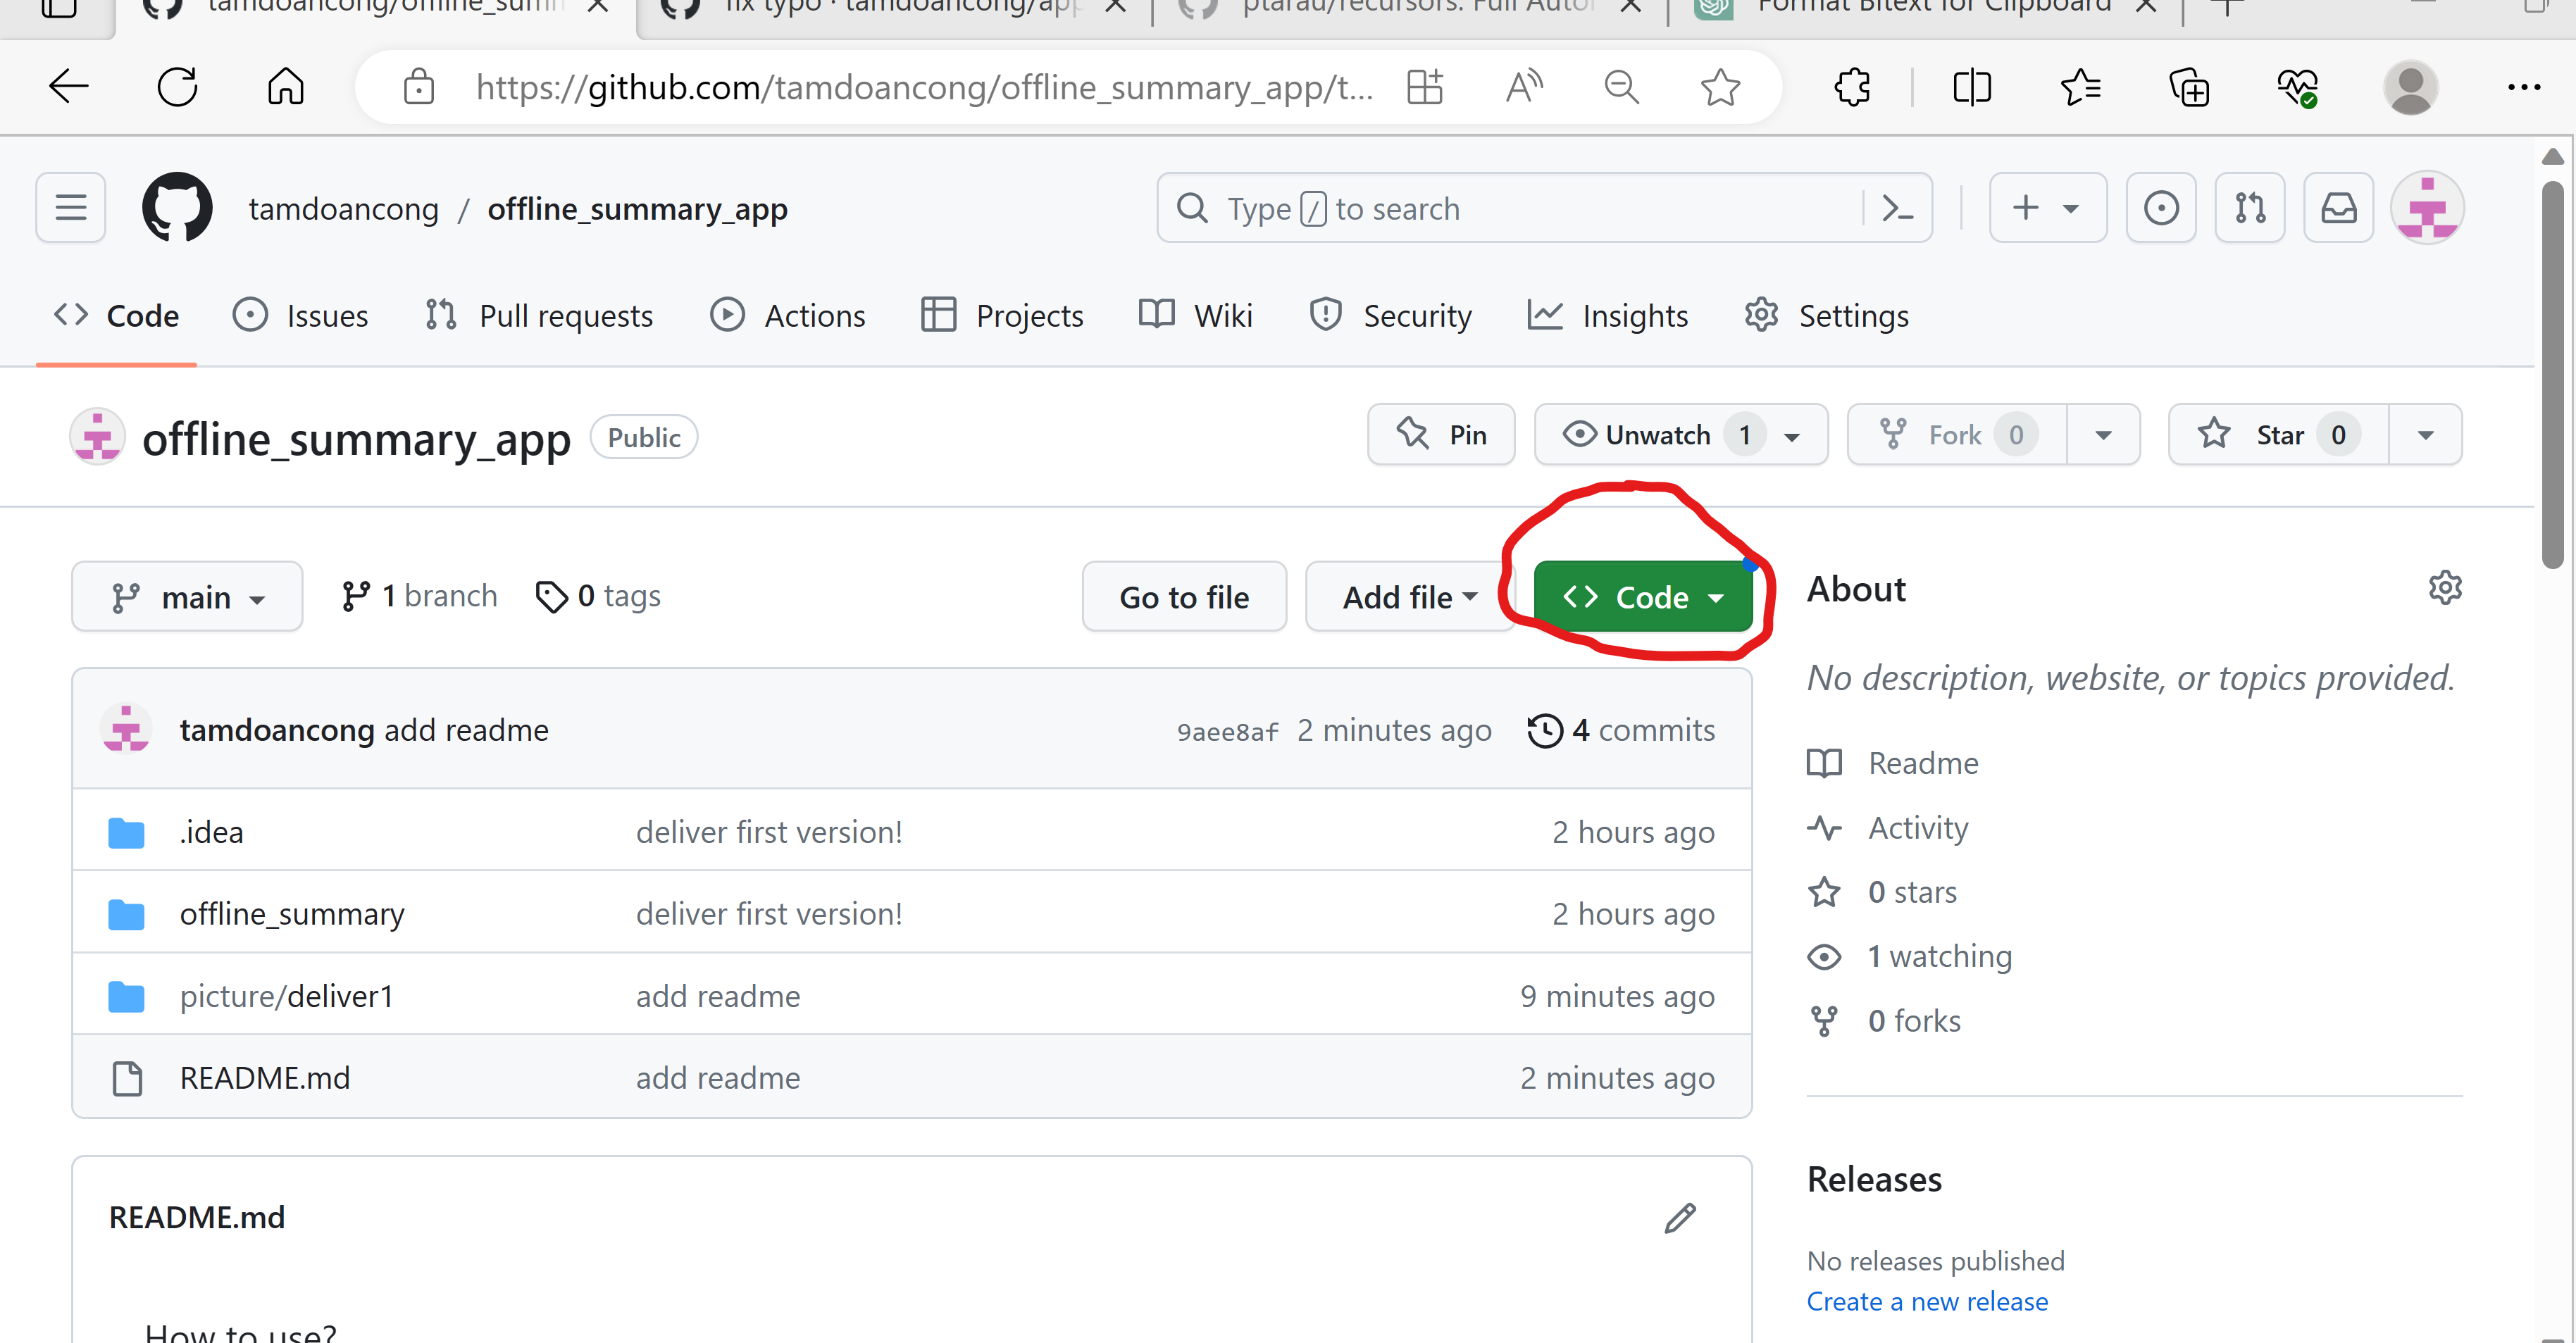 tamdoancong/offline_summ
fix typo · tamdoancong/app
ptarau/recursors: Full Autor
Format Bitext for Clipboard
https://github.com/tamdoancong/offline_summary_app/t...
tamdoancong / offline_summary_app
Type / to search
Code
Issues
Pull requests
Actions
Projects
Wiki
Security
Insights
Settings
offline_summary_app Public
Pin
Unwatch 1
Fork 0
Star 0
main
1 branch
0 tags
Go to file
Add file
Code
tamdoancong add readme 9aee8af 2 minutes ago 4 commits
.idea deliver first version! 2 hours ago
offline_summary deliver first version! 2 hours ago
picture/deliver1 add readme 9 minutes ago
README.md add readme 2 minutes ago
README.md
How to use?
About
No description, website, or topics provided.
Readme
Activity
0 stars
1 watching
0 forks
Releases
No releases published
Create a new release